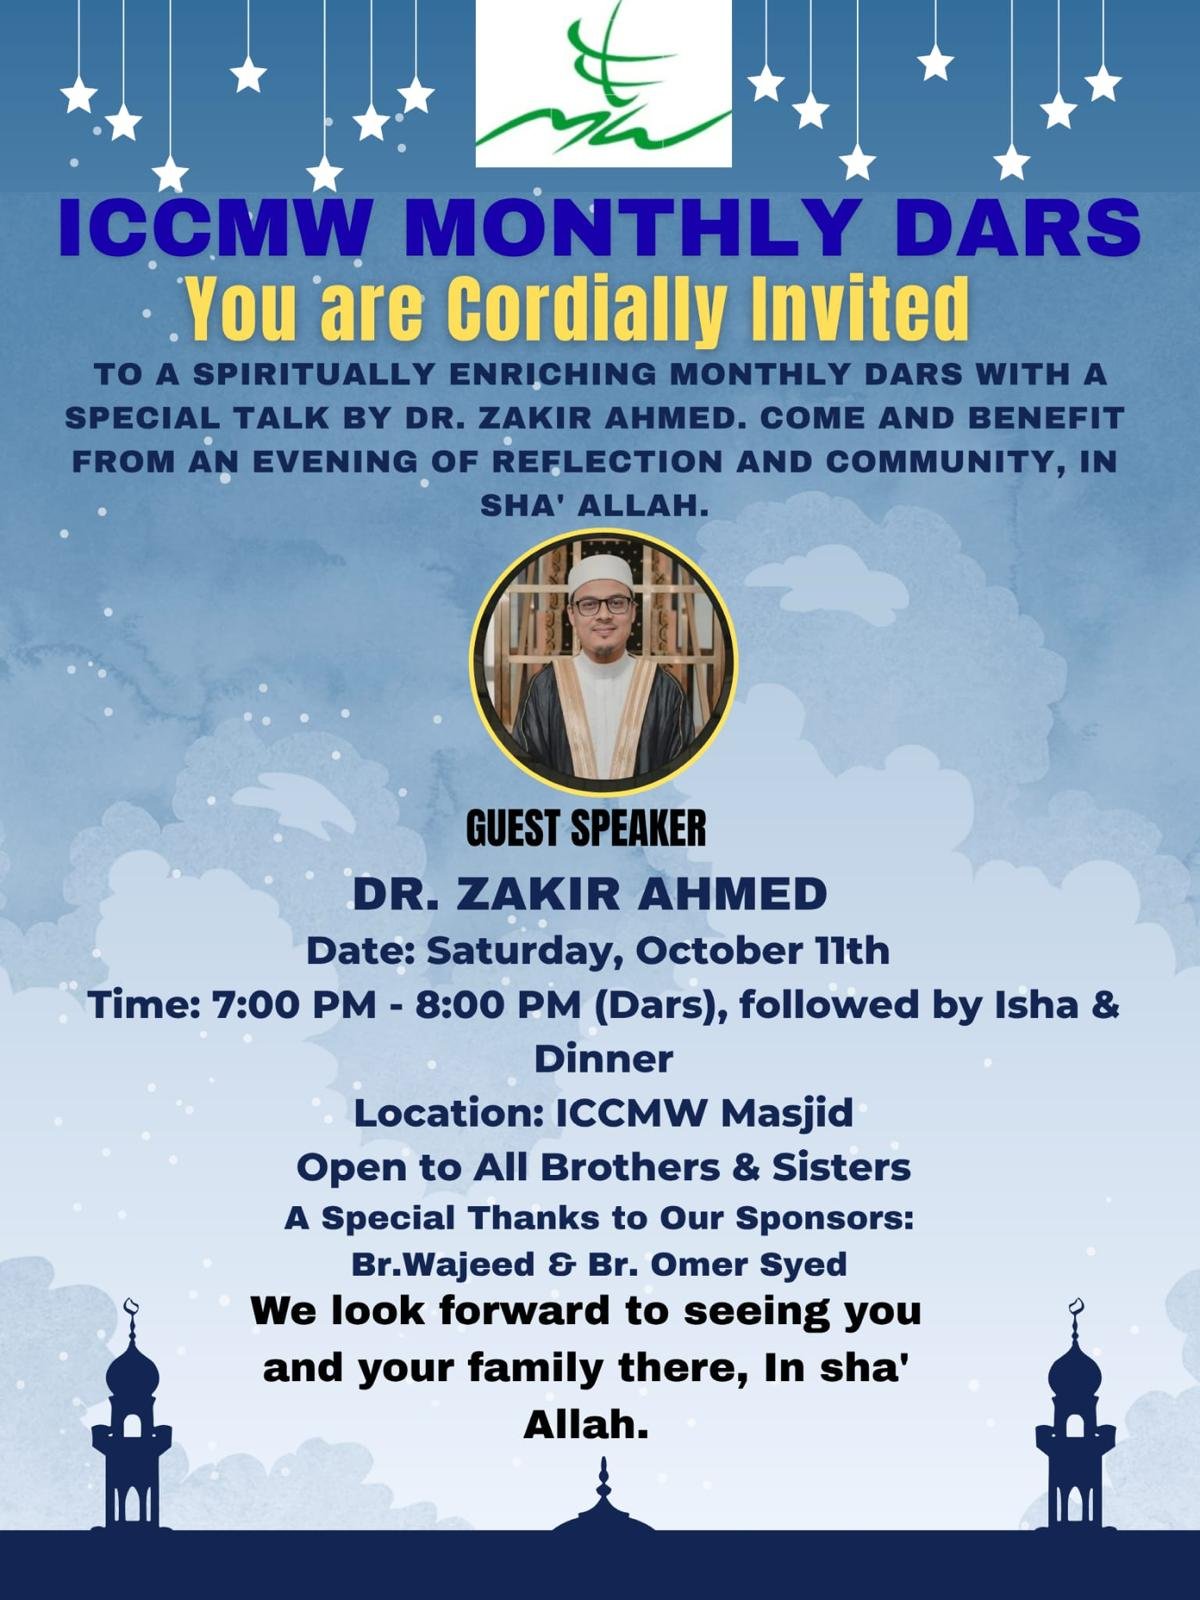 ICCMW MONTHLY DARS
You are Cordially Invited
TO A SPIRITUALLY ENRICHING MONTHLY DARS WITH A
SPECIAL TALK BY DR. ZAKIR AHMED. COME AND BENEFIT
FROM AN EVENING OF REFLECTION AND COMMUNITY, IN
SHA' ALLAH.
GUEST SPEAKER
DR. ZAKIR AHMED
Date: Saturday, October 11th
Time: 7:00 PM - 8:00 PM (Dars), followed by Isha &
Dinner
Location: ICCMW Masjid
Open to All Brothers & Sisters
A Special Thanks to Our Sponsors:
Br.Wajeed & Br. Omer Syed
We look forward to seeing you
and your family there, In sha'
Allah.